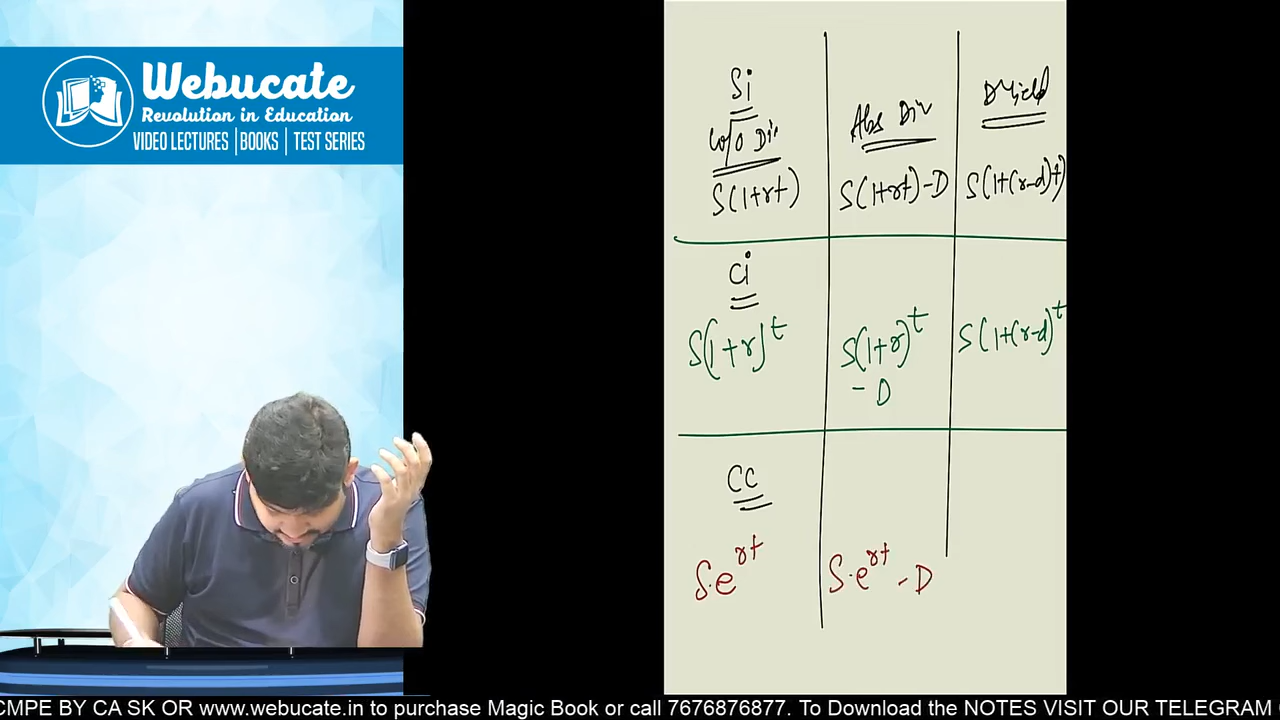 Webucate
Revolution in Education
VIDEO LECTURES | BOOKS | TEST SERIES
Si
w/o Div
S(1+rt)
Abs Div
S(1+rt)-D
D Yield
S(1+(r-d)t)
Ci
S(1+r)^t
S(1+r)^t
- D
S(1+(r-d)^t
CC
S.e^rt
S.e^rt - D
CMPE BY CA SK OR www.webucate.in to purchase Magic Book or call 7676876877. To Download the NOTES VISIT OUR TELEGRAM